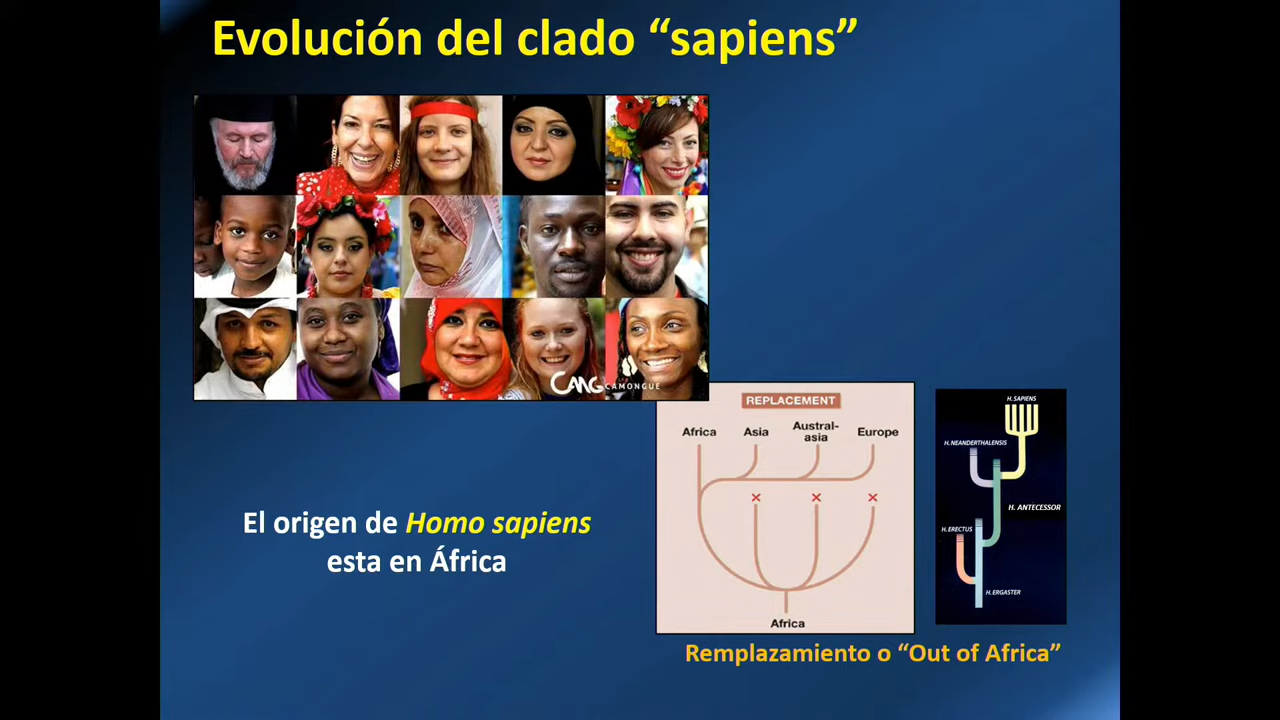 Evolución del clado “sapiens”
CMG CAMONGUE
REPLACEMENT
Africa
Asia
Austral-
asia
Europe
Africa
H. SAPIENS
H. NEANDERTHALENSIS
H. ANTECESSOR
H. ERECTUS
H. ERGASTER
El origen de Homo sapiens
esta en África
Remplazamiento o “Out of Africa”